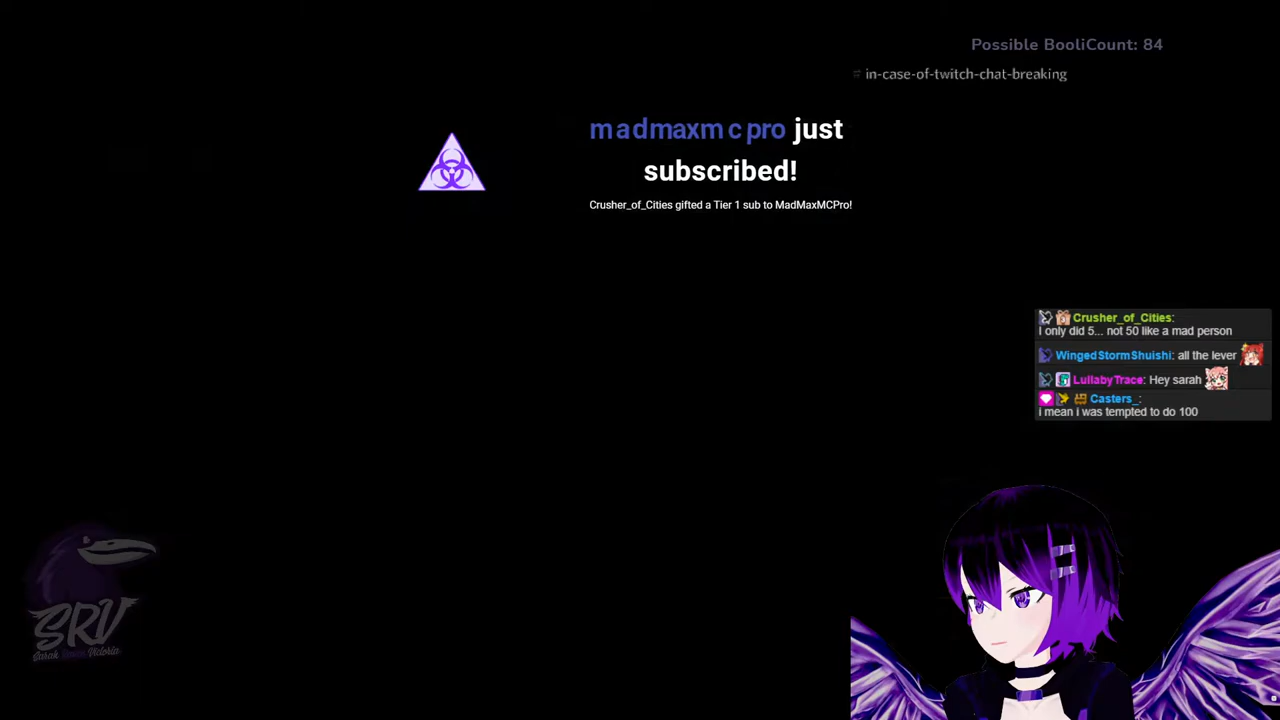 Possible BooliCount: 84
# in-case-of-twitch-chat-breaking
madmaxmcpro just
subscribed!
Crusher_of_Cities gifted a Tier 1 sub to MadMaxMCPro!
Crusher_of_Cities:
I only did 5... not 50 like a mad person
WingedStormShuishi: all the lever
LullabyTrace: Hey sarah
Casters_:
i mean i was tempted to do 100
SRV
Sarah Victoria